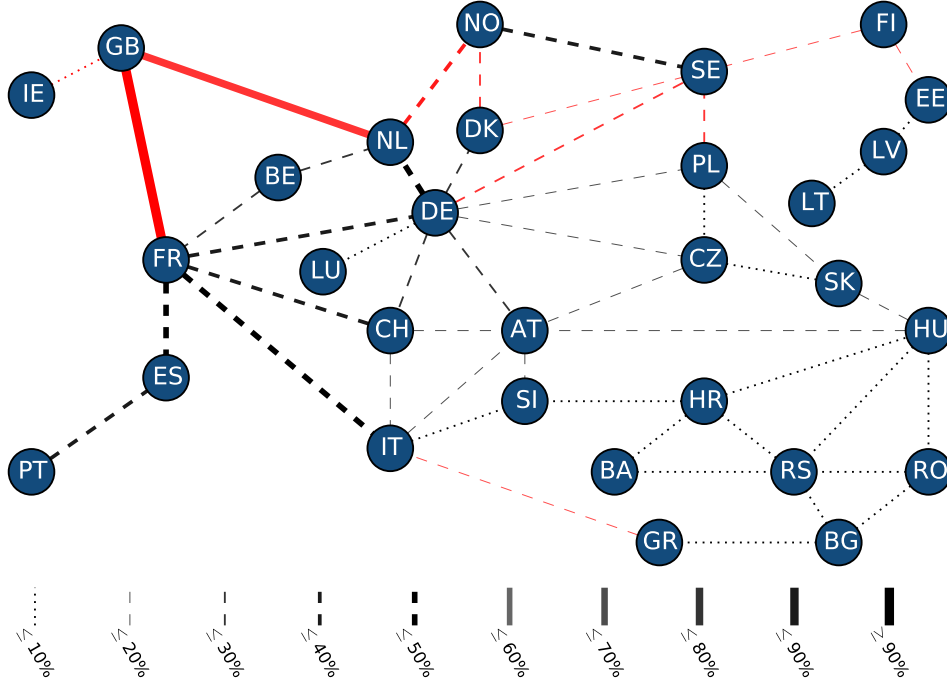 NO
FI
GB
SE
IE
EE
DK
NL
LV
PL
BE
LT
DE
FR
CZ
LU
SK
CH
AT
HU
ES
SI
HR
IT
PT
BA
RS
RO
GR
BG
≤ 10%
≤ 20%
≤ 30%
≤ 40%
≤ 50%
≤ 60%
≤ 70%
≤ 80%
≤ 90%
≥ 90%